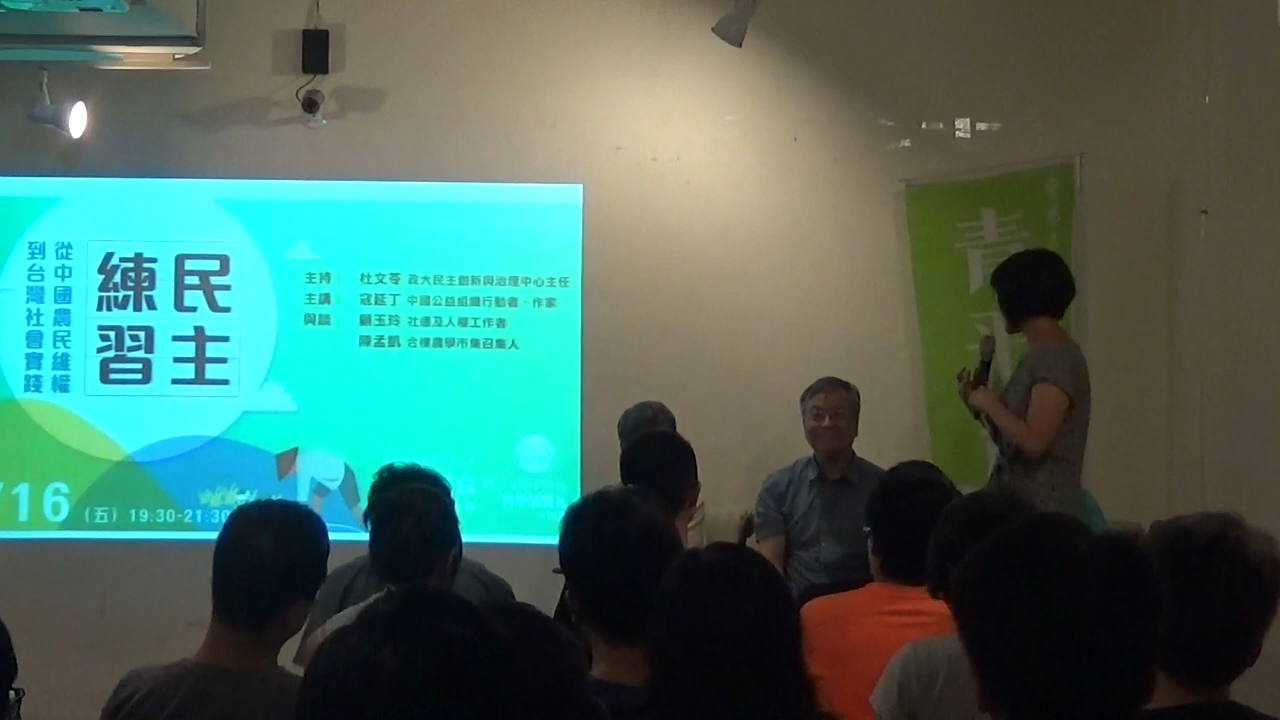 從中國農民維權
到台灣社會實踐
民主
練習
主持 杜文苓 政大民主創新與治理中心主任
主講 寇延丁 中國公益組織行動者、作家
與談 顧玉玲 社運及人權工作者
陳孟凱 合樸農學市集召集人
/16 (五) 19:30-21:30
青